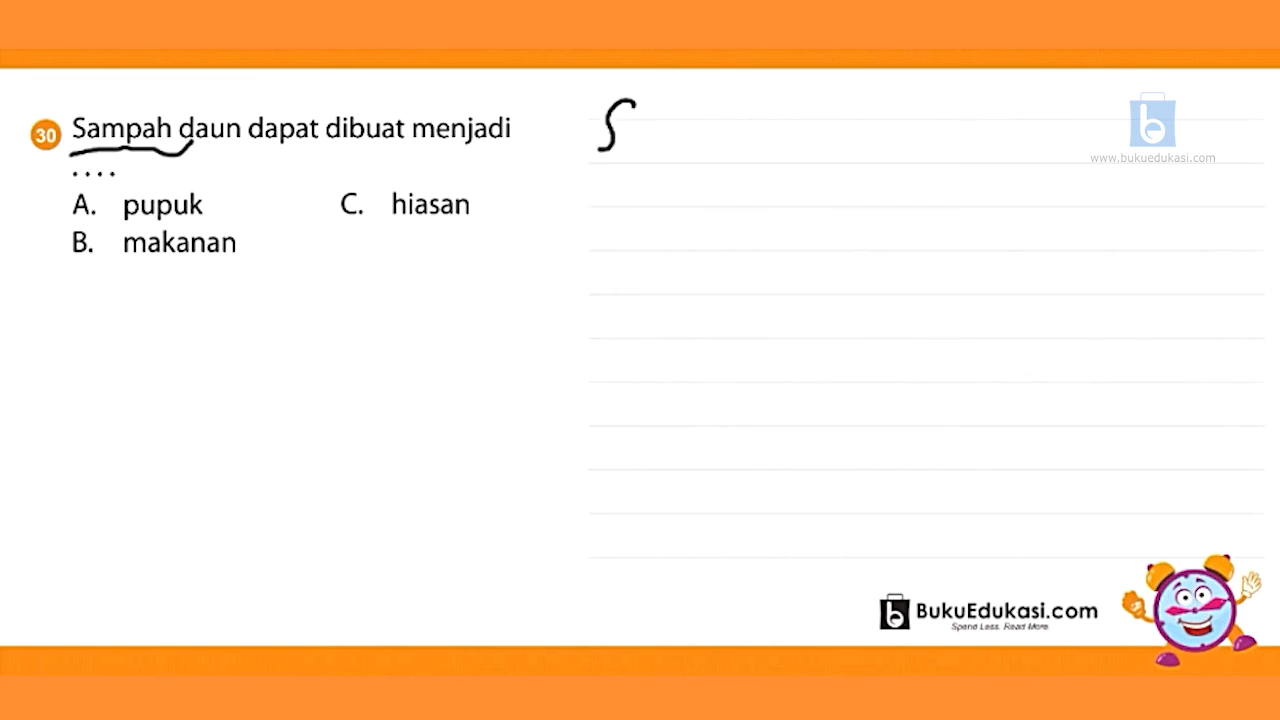 30 Sampah daun dapat dibuat menjadi
....
A. pupuk C. hiasan
B. makanan
S
b
www.bukuedukasi.com
b BukuEdukasi.com
Spend Less. Read More.